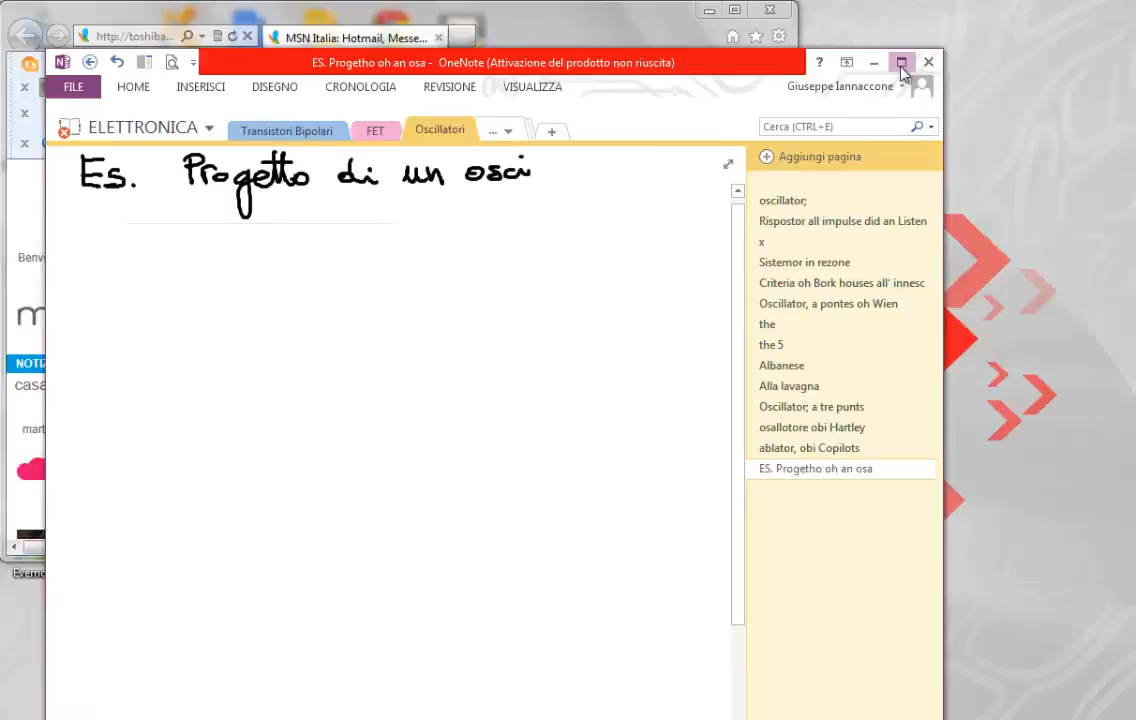 http://toshiba...
MSN Italia: Hotmail, Messe...
ES. Progetho oh an osa - OneNote (Attivazione del prodotto non riuscita)
?
FILE HOME INSERISCI DISEGNO CRONOLOGIA REVISIONE VISUALIZZA
Giuseppe Iannaccone
ELETTRONICA
Transistori Bipolari
FET
Oscillatori
...
Cerca (CTRL+E)
Es. Progetto di un osci
Aggiungi pagina
oscillator;
Rispostor all impulse did an Listen
x
Sistemor in rezone
Criteria oh Bork houses all' innesc
Oscillator, a pontes oh Wien
the
the 5
Albanese
Alla lavagna
Oscillator; a tre punts
osallotore obi Hartley
ablator, obi Copilots
ES. Progetho oh an osa
Benv
m
NOTI
casa
mart
Everno